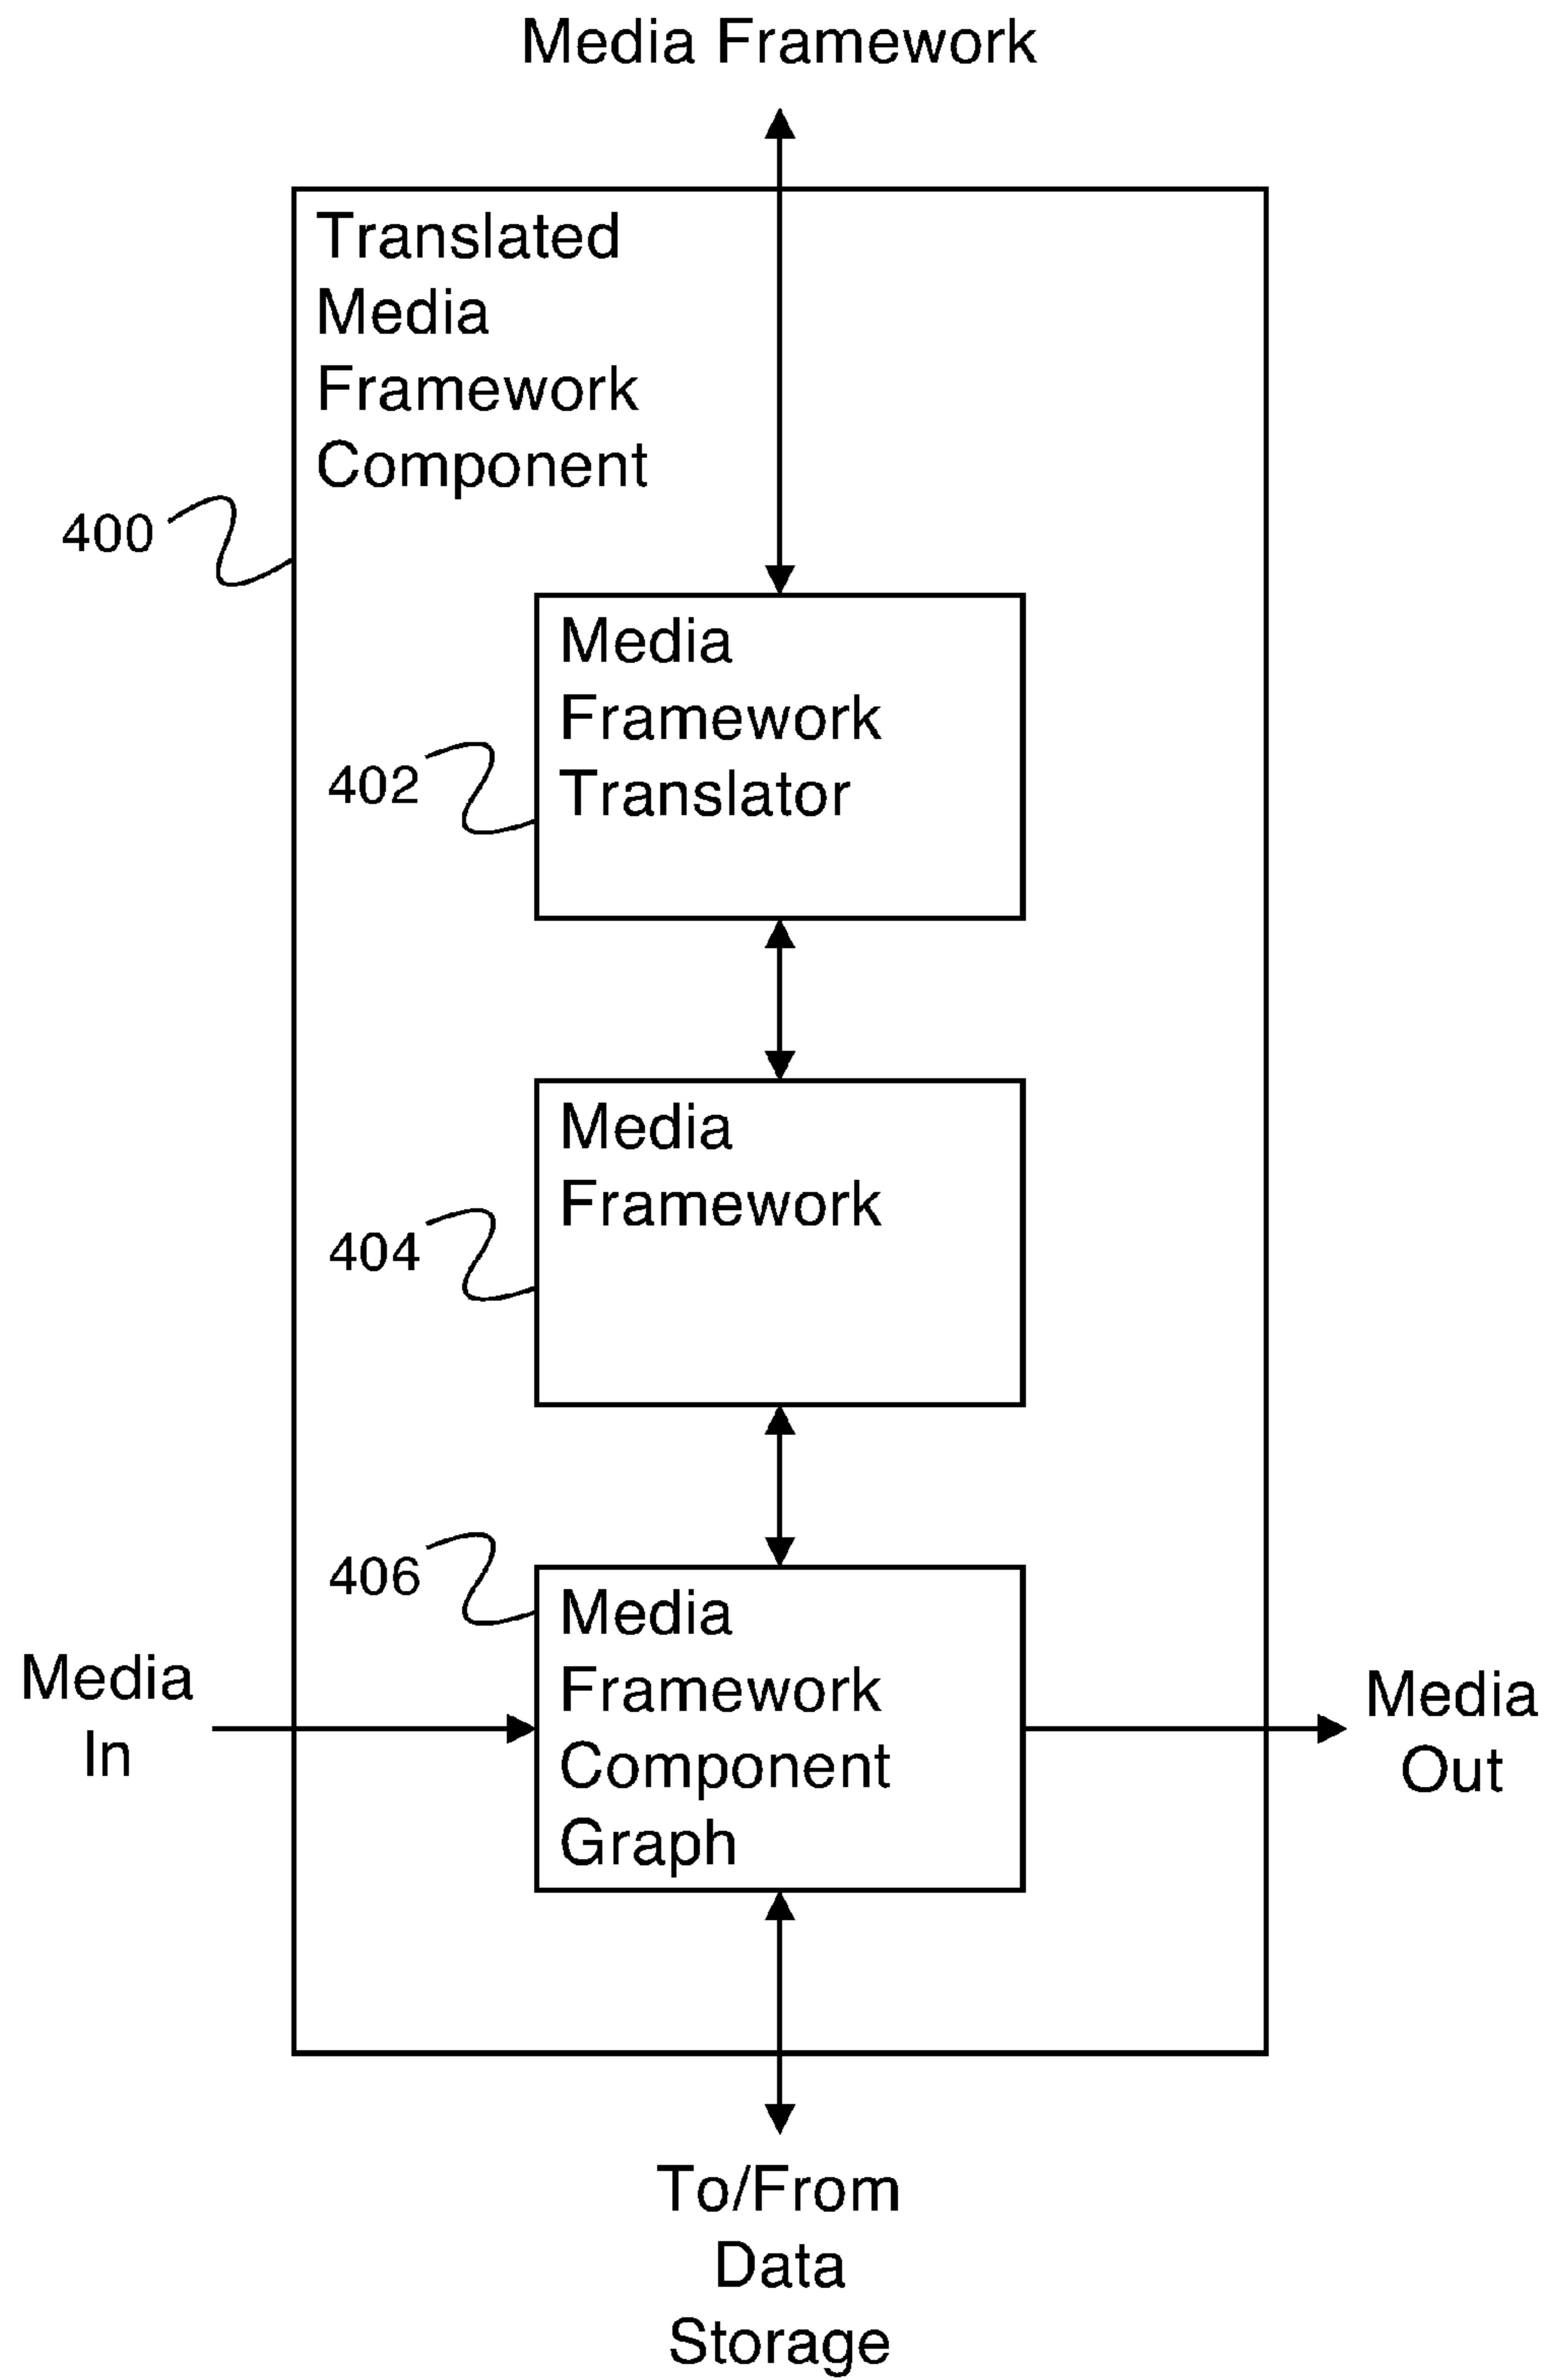 Media Framework
Translated
Media
Framework
Component
400
Media
Framework
Translator
402
Media
Framework
404
406
Media
Framework
Component
Graph
Media
In
Media
Out
To/From
Data
Storage